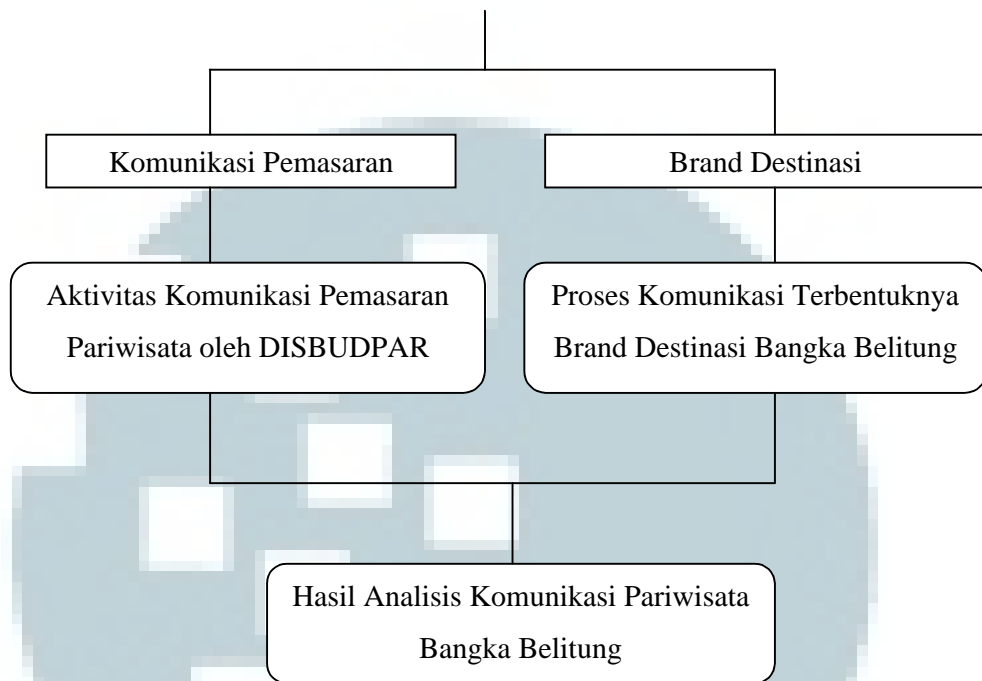 Komunikasi Pemasaran
Brand Destinasi
Aktivitas Komunikasi Pemasaran
Pariwisata oleh DISBUDPAR
Proses Komunikasi Terbentuknya
Brand Destinasi Bangka Belitung
Hasil Analisis Komunikasi Pariwisata
Bangka Belitung